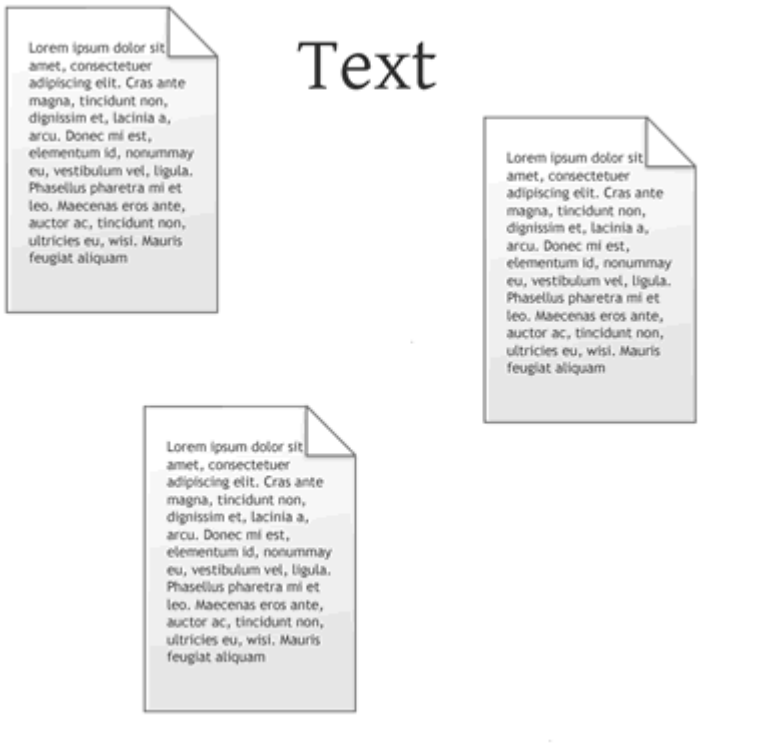 Text
Lorem ipsum dolor sit
amet, consectetuer
adipiscing elit. Cras ante
magna, tincidunt non,
dignissim et, lacinia a,
arcu. Donec mi est,
elementum id, nonummay
eu, vestibulum vel, ligula.
Phasellus pharetra mi et
leo. Maecenas eros ante,
auctor ac, tincidunt non,
ultricies eu, wisi. Mauris
feugiat aliquam
Lorem ipsum dolor sit
amet, consectetuer
adipiscing elit. Cras ante
magna, tincidunt non,
dignissim et, lacinia a,
arcu. Donec mi est,
elementum id, nonummay
eu, vestibulum vel, ligula.
Phasellus pharetra mi et
leo. Maecenas eros ante,
auctor ac, tincidunt non,
ultricies eu, wisi. Mauris
feugiat aliquam
Lorem ipsum dolor sit
amet, consectetuer
adipiscing elit. Cras ante
magna, tincidunt non,
dignissim et, lacinia a,
arcu. Donec mi est,
elementum id, nonummay
eu, vestibulum vel, ligula.
Phasellus pharetra mi et
leo. Maecenas eros ante,
auctor ac, tincidunt non,
ultricies eu, wisi. Mauris
feugiat aliquam